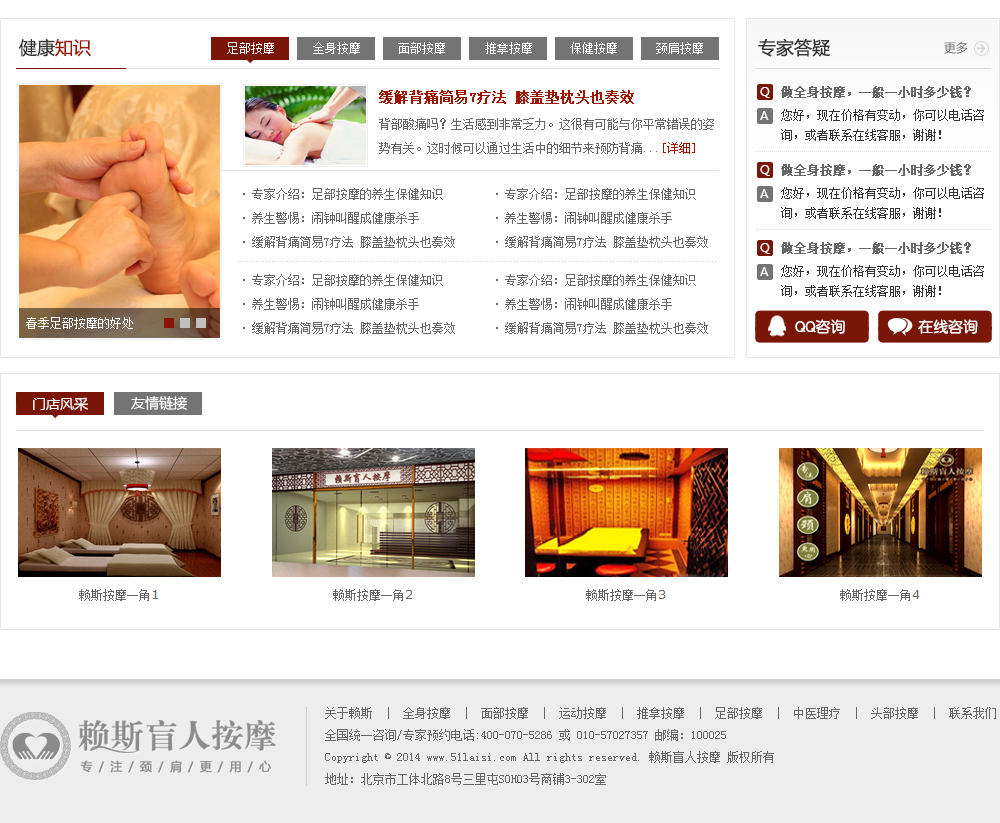 健康知识
足部按摩 全身按摩 面部按摩 推拿按摩 保健按摩 颈肩按摩
缓解背痛简易7疗法 膝盖垫枕头也奏效
背部酸痛吗？生活感到非常乏力。这很有可能与你平常错误的姿
势有关。这时候可以通过生活中的细节来预防背痛...[详细]
· 专家介绍：足部按摩的养生保健知识
· 养生警惕：闹钟叫醒成健康杀手
· 缓解背痛简易7疗法 膝盖垫枕头也奏效
· 专家介绍：足部按摩的养生保健知识
· 养生警惕：闹钟叫醒成健康杀手
· 缓解背痛简易7疗法 膝盖垫枕头也奏效
· 专家介绍：足部按摩的养生保健知识
· 养生警惕：闹钟叫醒成健康杀手
· 缓解背痛简易7疗法 膝盖垫枕头也奏效
· 专家介绍：足部按摩的养生保健知识
· 养生警惕：闹钟叫醒成健康杀手
· 缓解背痛简易7疗法 膝盖垫枕头也奏效
春季足部按摩的好处
专家答疑 更多
Q 做全身按摩，一般一小时多少钱？
A 您好，现在价格有变动，你可以电话咨
询，或者联系在线客服，谢谢！
Q 做全身按摩，一般一小时多少钱？
A 您好，现在价格有变动，你可以电话咨
询，或者联系在线客服，谢谢！
Q 做全身按摩，一般一小时多少钱？
A 您好，现在价格有变动，你可以电话咨
询，或者联系在线客服，谢谢！
QQ咨询 在线咨询
门店风采 友情链接
赖斯盲人按摩
赖斯盲人按摩
肩
颈
赖斯按摩一角1
赖斯按摩一角2
赖斯按摩一角3
赖斯按摩一角4
赖斯盲人按摩
专/注/颈/肩/更/用/心
关于赖斯 | 全身按摩 | 面部按摩 | 运动按摩 | 推拿按摩 | 足部按摩 | 中医理疗 | 头部按摩 | 联系我们
全国统一咨询/专家预约电话:400-070-5286 或 010-57027357 邮编：100025
Copyright © 2014 www.51laisi.com All rights reserved. 赖斯盲人按摩 版权所有
地址：北京市工体北路8号三里屯SOHO3号商铺3-302室